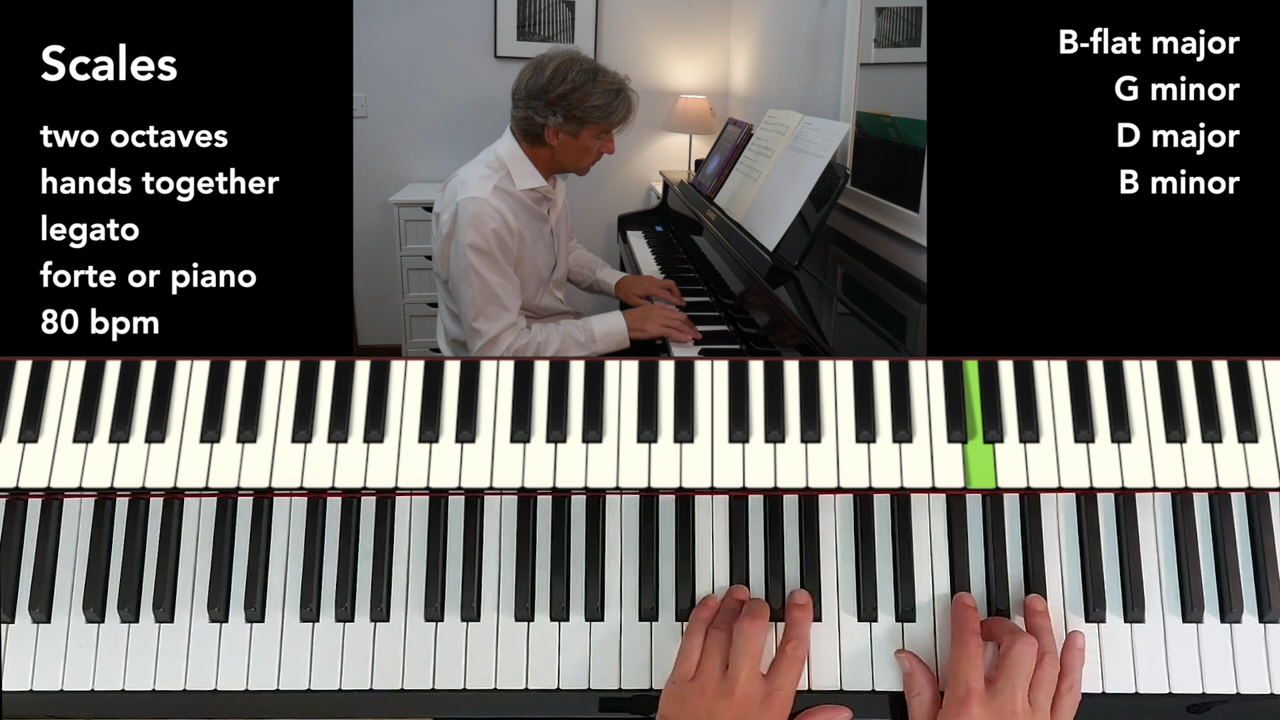 Scales
two octaves
hands together
legato
forte or piano
80 bpm
B-flat major
G minor
D major
B minor